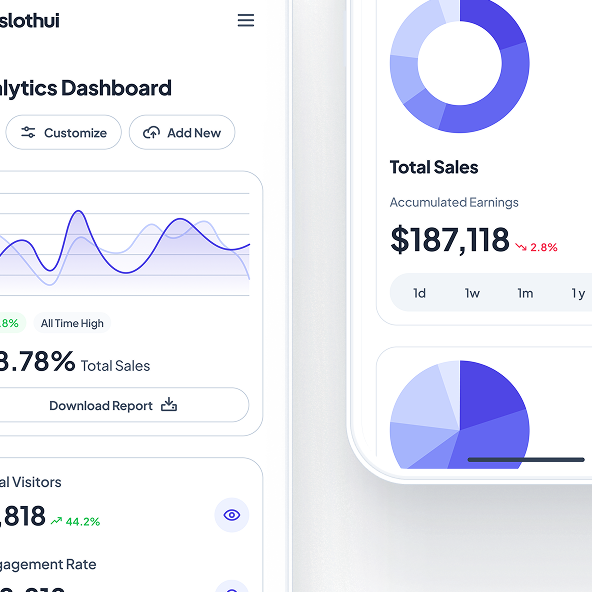 slothui
alytics Dashboard
Customize
Add New
.8%
All Time High
3.78% Total Sales
Download Report
al Visitors
,818
44.2%
gagement Rate
Total Sales
Accumulated Earnings
$187,118
2.8%
1d 1w 1m 1y